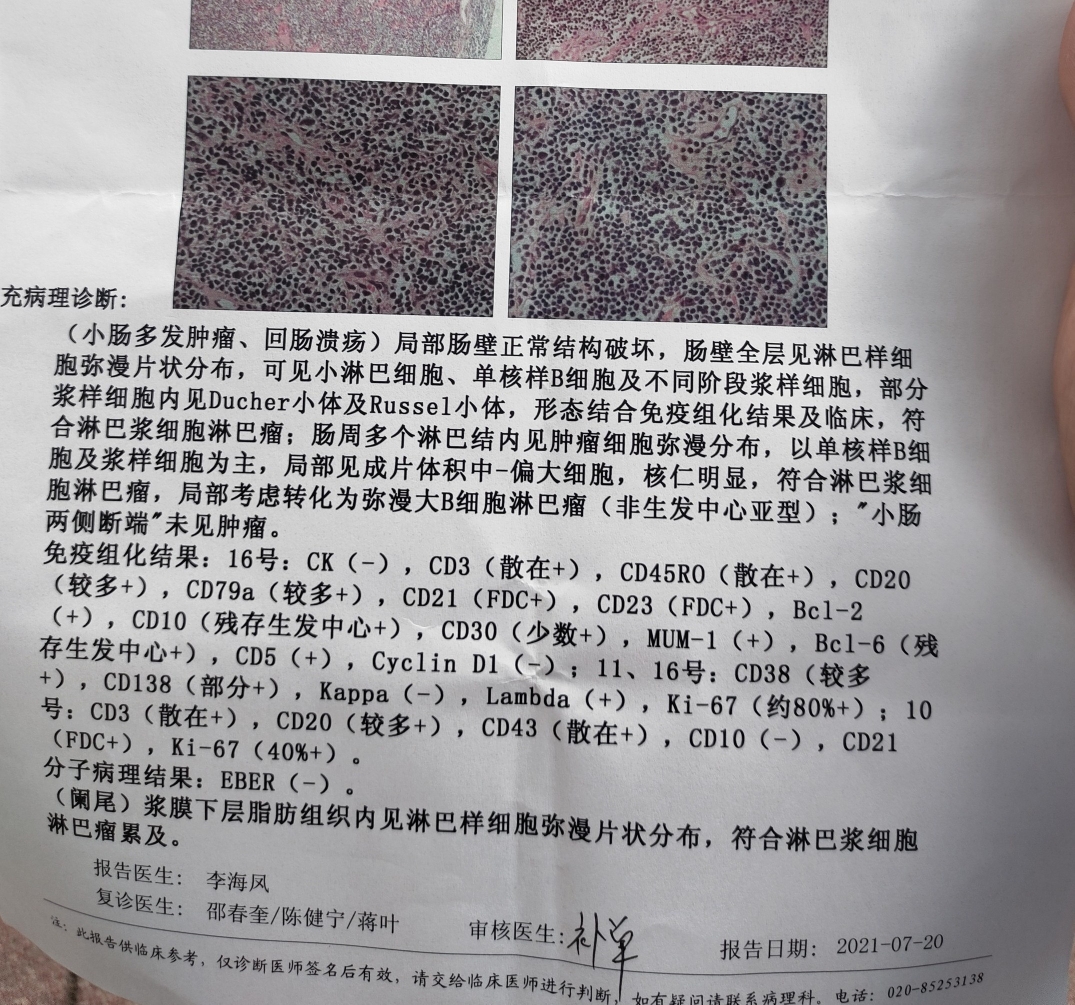 充病理诊断:
（小肠多发肿瘤、回肠溃疡）局部肠壁正常结构破坏，肠壁全层见淋巴样细
胞弥漫片状分布，可见小淋巴细胞、单核样B细胞及不同阶段浆样细胞，部分
浆样细胞内见Ducher小体及Russel小体，形态结合免疫组化结果及临床，符
合淋巴浆细胞淋巴瘤；肠周多个淋巴结内见肿瘤细胞弥漫分布，以单核样B细
胞及浆样细胞为主，局部见成片体积中-偏大细胞，核仁明显，符合淋巴浆细
胞淋巴瘤，局部考虑转化为弥漫大B细胞淋巴瘤（非生发中心亚型）；"小肠
两侧断端"未见肿瘤。
免疫组化结果：16号：CK（-），CD3（散在+），CD45RO（散在+），CD20
（较多+），CD79a（较多+），CD21（FDC+），CD23（FDC+），Bcl-2
（+），CD10（残存生发中心+），CD30（少数+），MUM-1（+），Bcl-6（残
存生发中心+），CD5（+），Cyclin D1（-）；11、16号：CD38（较多
+），CD138（部分+），Kappa（-），Lambda（+），Ki-67（约80%+）；10
号：CD3（散在+），CD20（较多+），CD43（散在+），CD10（-），CD21
（FDC+），Ki-67（40%+）。
分子病理结果：EBER（-）。
（阑尾）浆膜下层脂肪组织内见淋巴样细胞弥漫片状分布，符合淋巴浆细胞
淋巴瘤累及。
报告医生： 李海凤
复诊医生： 邵春奎/陈健宁/蒋叶 审核医生： 报告日期： 2021-07-20
注：此报告供临床参考，仅诊断医师签名后有效，请交给临床医师进行判断，如有疑问请联系病理科。电话：020-85253138